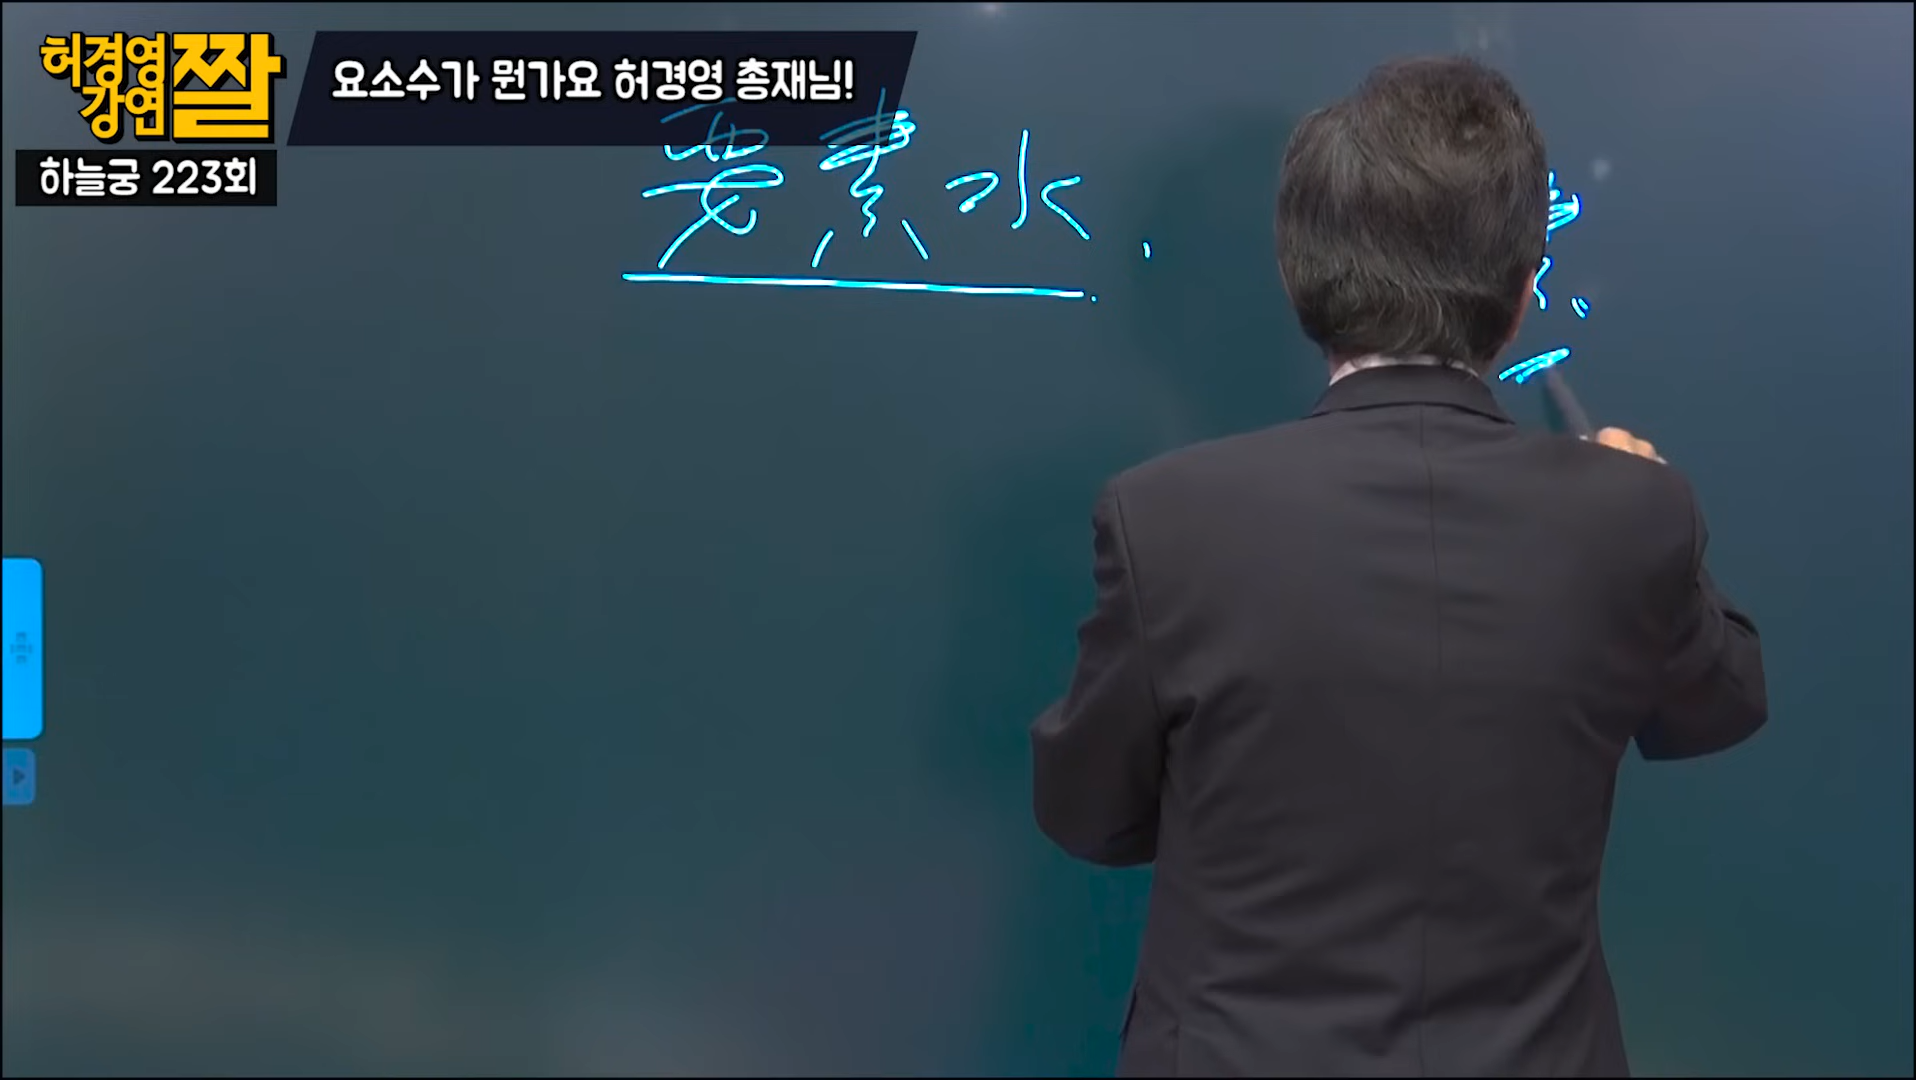 허경영
강연
짤
요소수가 뭔가요 허경영 총재님!
하늘궁 223회
要素水